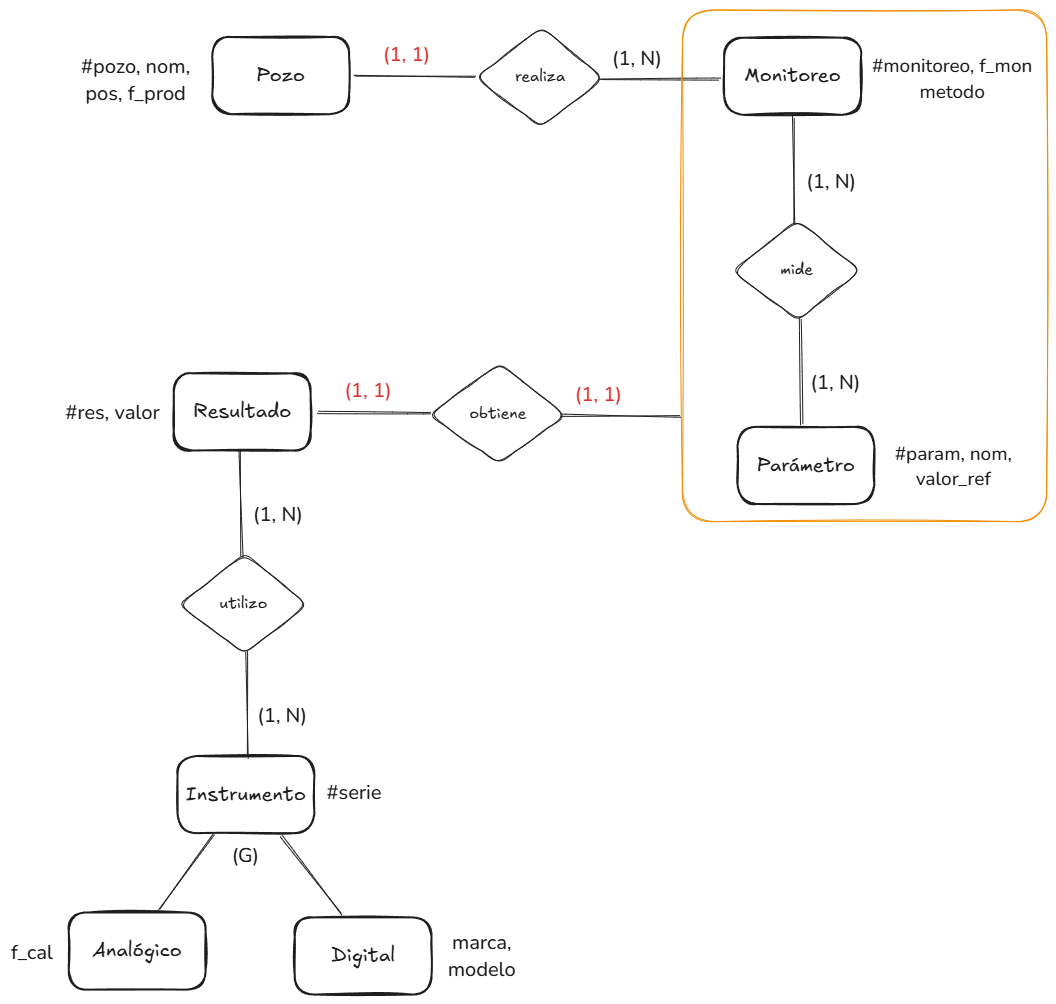 #pozo, nom,
pos, f_prod
Pozo
(1, 1)
realiza
(1, N)
Monitoreo
#monitoreo, f_mon
metodo
(1, N)
mide
(1, N)
Parámetro
#param, nom,
valor_ref
#res, valor
Resultado
(1, 1)
obtiene
(1, 1)
(1, N)
utilizo
(1, N)
Instrumento
#serie
(G)
f_cal
Analógico
Digital
marca,
modelo